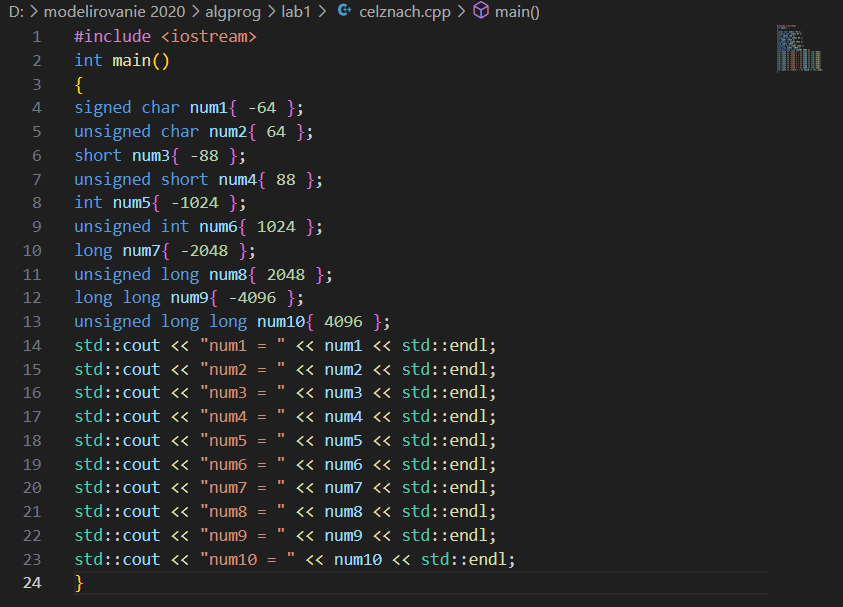 D: > modelirovanie 2020 > algprog > lab1 > celznach.cpp > main()
1 #include <iostream>
2 int main()
3 {
4 signed char num1{ -64 };
5 unsigned char num2{ 64 };
6 short num3{ -88 };
7 unsigned short num4{ 88 };
8 int num5{ -1024 };
9 unsigned int num6{ 1024 };
10 long num7{ -2048 };
11 unsigned long num8{ 2048 };
12 long long num9{ -4096 };
13 unsigned long long num10{ 4096 };
14 std::cout << "num1 = " << num1 << std::endl;
15 std::cout << "num2 = " << num2 << std::endl;
16 std::cout << "num3 = " << num3 << std::endl;
17 std::cout << "num4 = " << num4 << std::endl;
18 std::cout << "num5 = " << num5 << std::endl;
19 std::cout << "num6 = " << num6 << std::endl;
20 std::cout << "num7 = " << num7 << std::endl;
21 std::cout << "num8 = " << num8 << std::endl;
22 std::cout << "num9 = " << num9 << std::endl;
23 std::cout << "num10 = " << num10 << std::endl;
24 }